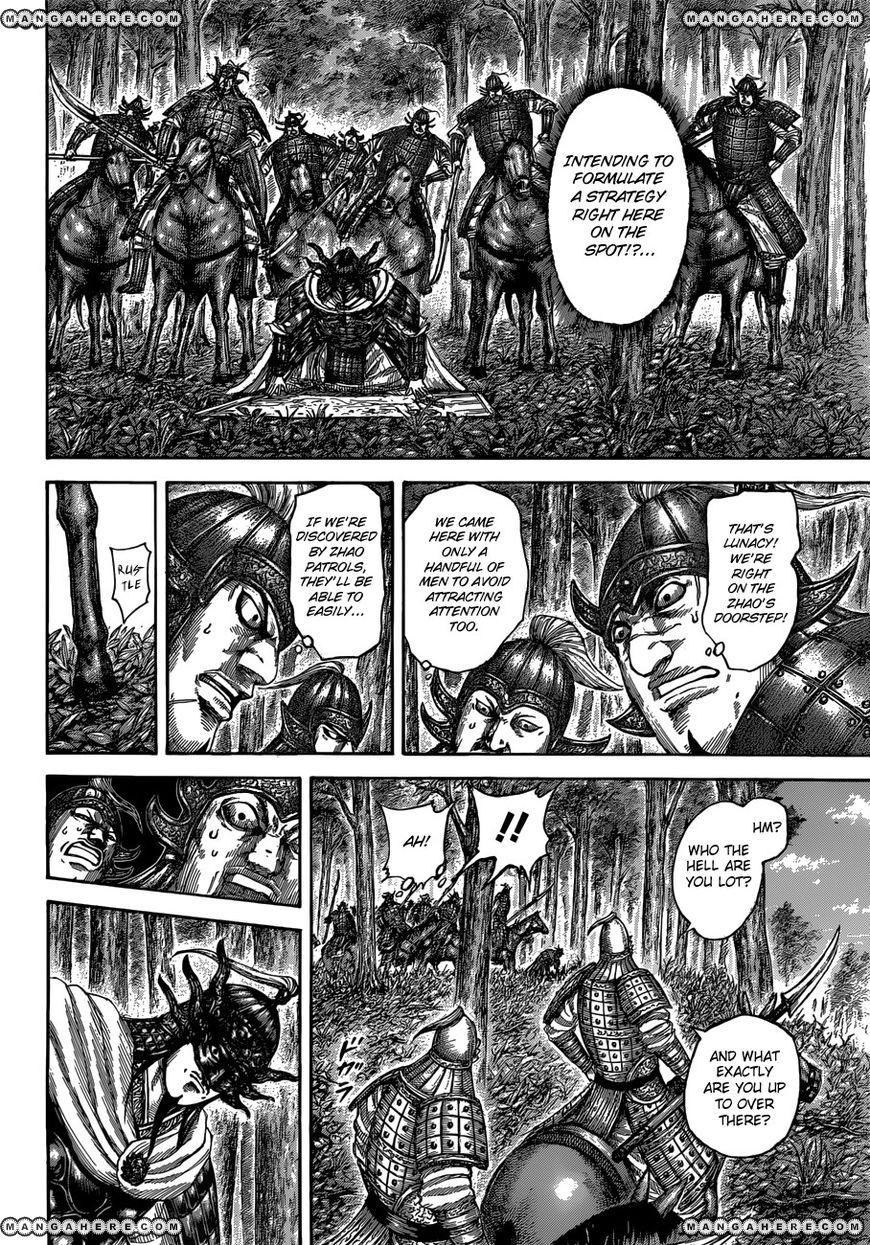 MANGAHERE.COM
MANGAHERE.COM
INTENDING TO
FORMULATE
A STRATEGY
RIGHT HERE
ON THE
SPOT!?...
THAT'S
LUNACY!
WE'RE
RIGHT
ON THE
ZHAO'S
DOORSTEP!
WE CAME
HERE WITH
ONLY A
HANDFUL OF
MEN TO AVOID
ATTRACTING
ATTENTION
TOO.
IF WE'RE
DISCOVERED
BY ZHAO
PATROLS,
THEY'LL BE
ABLE TO
EASILY...
RUS-
TLE
HM?
WHO THE
HELL ARE
YOU LOT?
!!
AH!
AND WHAT
EXACTLY
ARE YOU UP
TO OVER
THERE?
ドガラ
MANGAHERE.COM
MANGAHERE.COM